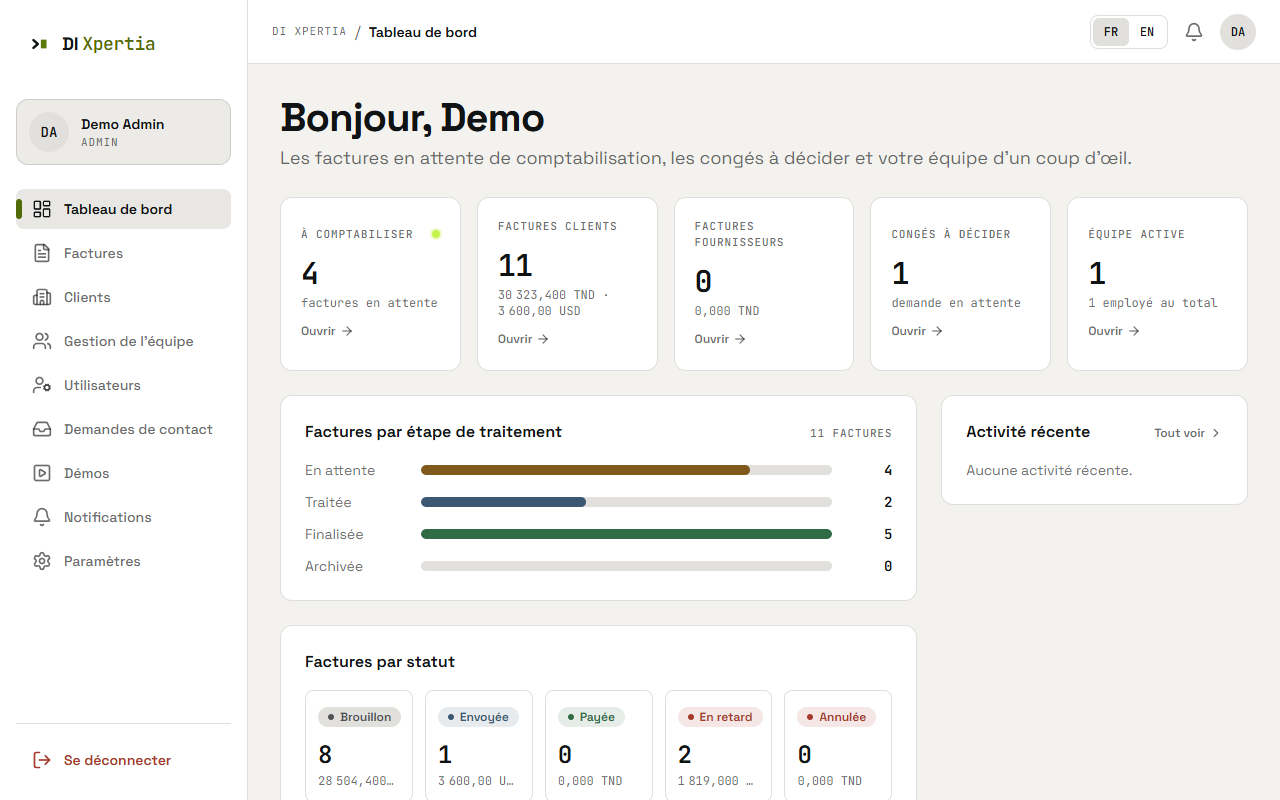 DI Xpertia
DA
Demo Admin
ADMIN
Tableau de bord
Factures
Clients
Gestion de l'équipe
Utilisateurs
Demandes de contact
Démos
Notifications
Paramètres
Se déconnecter
DI XPERTIA / Tableau de bord
FR EN
DA
Bonjour, Demo
Les factures en attente de comptabilisation, les congés à décider et votre équipe d'un coup d'œil.
À COMPTABILISER
4
factures en attente
Ouvrir →
FACTURES CLIENTS
11
30 323,400 TND ·
3 600,00 USD
Ouvrir →
FACTURES
FOURNISSEURS
0
0,000 TND
Ouvrir →
CONGÉS À DÉCIDER
1
demande en attente
Ouvrir →
ÉQUIPE ACTIVE
1
1 employé au total
Ouvrir →
Factures par étape de traitement
11 FACTURES
En attente 4
Traitée 2
Finalisée 5
Archivée 0
Activité récente
Tout voir >
Aucune activité récente.
Factures par statut
Brouillon
8
28 504,400…
Envoyée
1
3 600,00 U…
Payée
0
0,000 TND
En retard
2
1 819,000 …
Annulée
0
0,000 TND